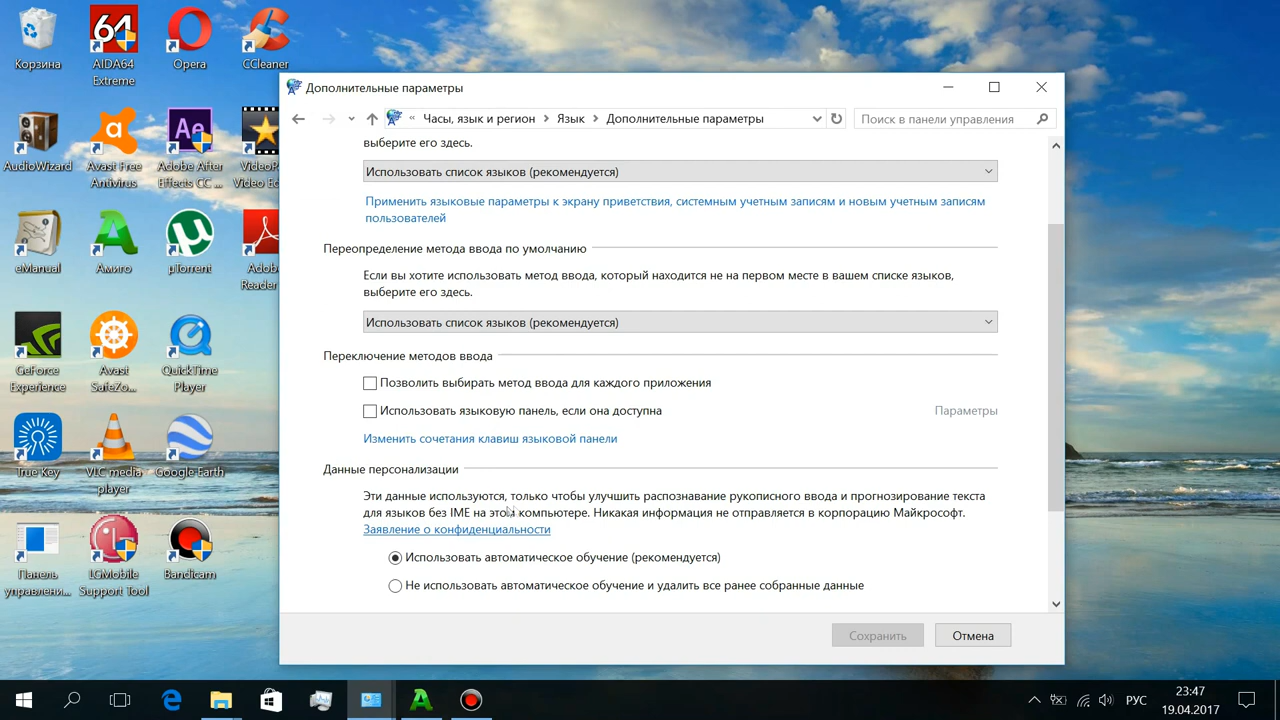 Корзина
AIDA64
Extreme
Opera
CCleaner
AudioWizard
Avast Free
Antivirus
Adobe After
Effects CC ...
VideoP
Video Ed
eManual
Амиго
µTorrent
Adob
Reader
GeForce
Experience
Avast
SafeZo...
QuickTime
Player
True Key
VLC media
player
Google Earth
Панель
управлени...
LGMobile
Support Tool
Bandicam
64
Ae
Дополнительные параметры
« Часы, язык и регион > Язык > Дополнительные параметры
Поиск в панели управления
выберите его здесь.
Использовать список языков (рекомендуется)
Применить языковые параметры к экрану приветствия, системным учетным записям и новым учетным записям
пользователей
Переопределение метода ввода по умолчанию
Если вы хотите использовать метод ввода, который находится не на первом месте в вашем списке языков,
выберите его здесь.
Использовать список языков (рекомендуется)
Переключение методов ввода
Позволить выбирать метод ввода для каждого приложения
Использовать языковую панель, если она доступна
Параметры
Изменить сочетания клавиш языковой панели
Данные персонализации
Эти данные используются, только чтобы улучшить распознавание рукописного ввода и прогнозирование текста
для языков без IME на этом компьютере. Никакая информация не отправляется в корпорацию Майкрософт.
Заявление о конфиденциальности
Использовать автоматическое обучение (рекомендуется)
Не использовать автоматическое обучение и удалить все ранее собранные данные
Сохранить
Отмена
РУС
23:47
19.04.2017